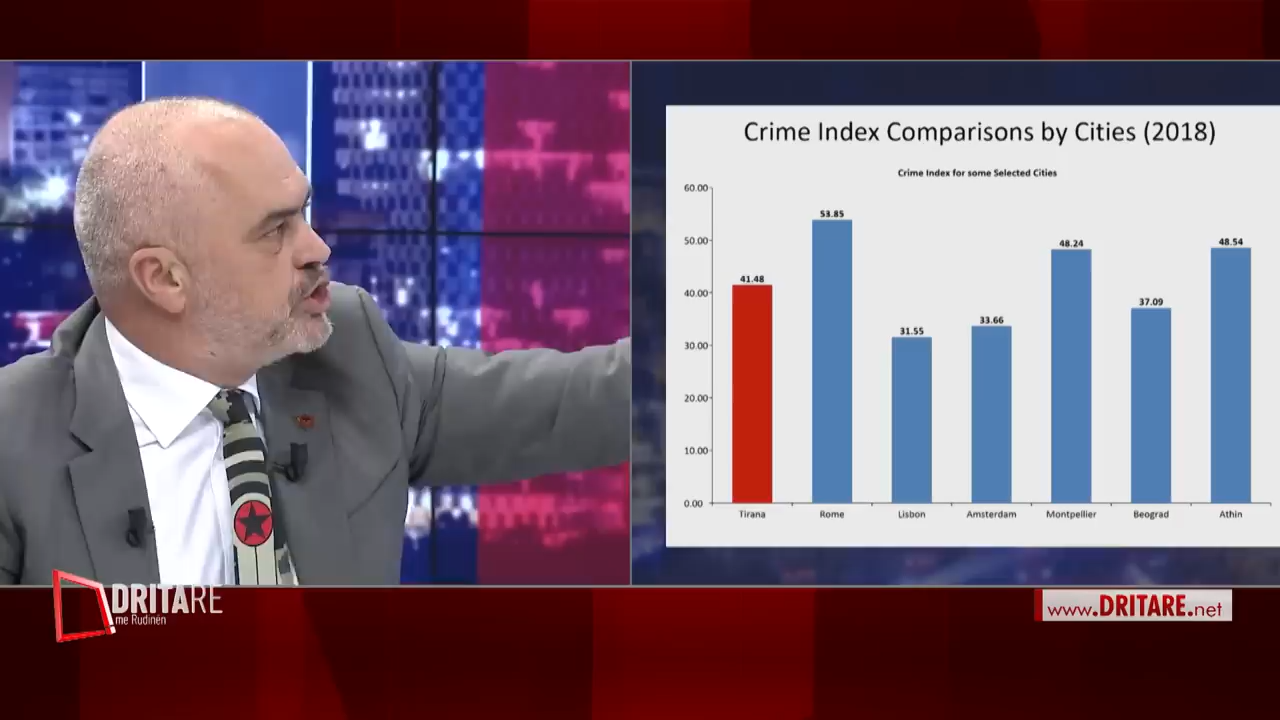 Crime Index Comparisons by Cities (2018)
Crime Index for some Selected Cities
60.00
50.00
40.00
30.00
20.00
10.00
0.00
41.48
53.85
31.55
33.66
48.24
37.09
48.54
Tirana
Rome
Lisbon
Amsterdam
Montpellier
Beograd
Athin
DRITARE
me Rudinën
www.DRITARE.net